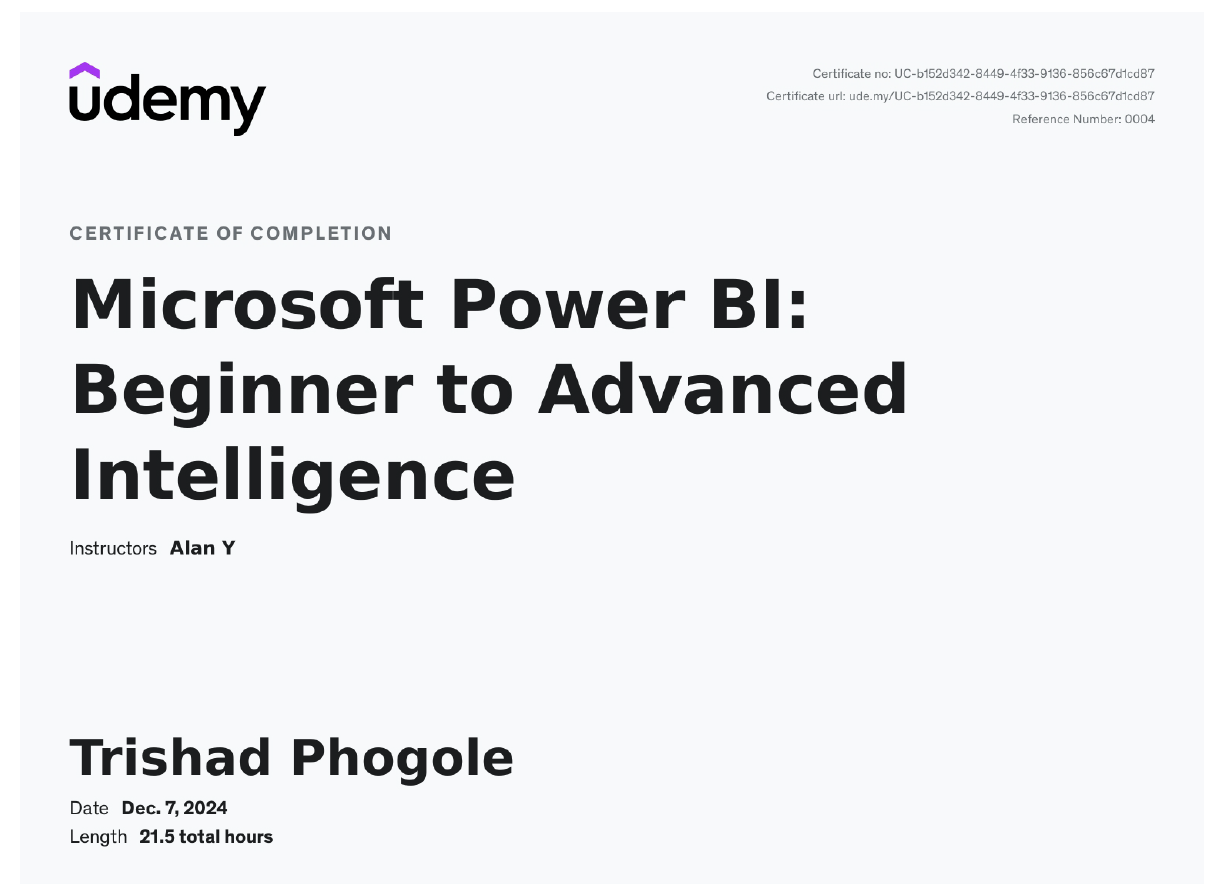 udemy
Certificate no: UC-b152d342-8449-4f33-9136-856c67d1cd87
Certificate url: ude.my/UC-b152d342-8449-4f33-9136-856c67d1cd87
Reference Number: 0004
CERTIFICATE OF COMPLETION
Microsoft Power BI:
Beginner to Advanced
Intelligence
Instructors Alan Y
Trishad Phogole
Date Dec. 7, 2024
Length 21.5 total hours